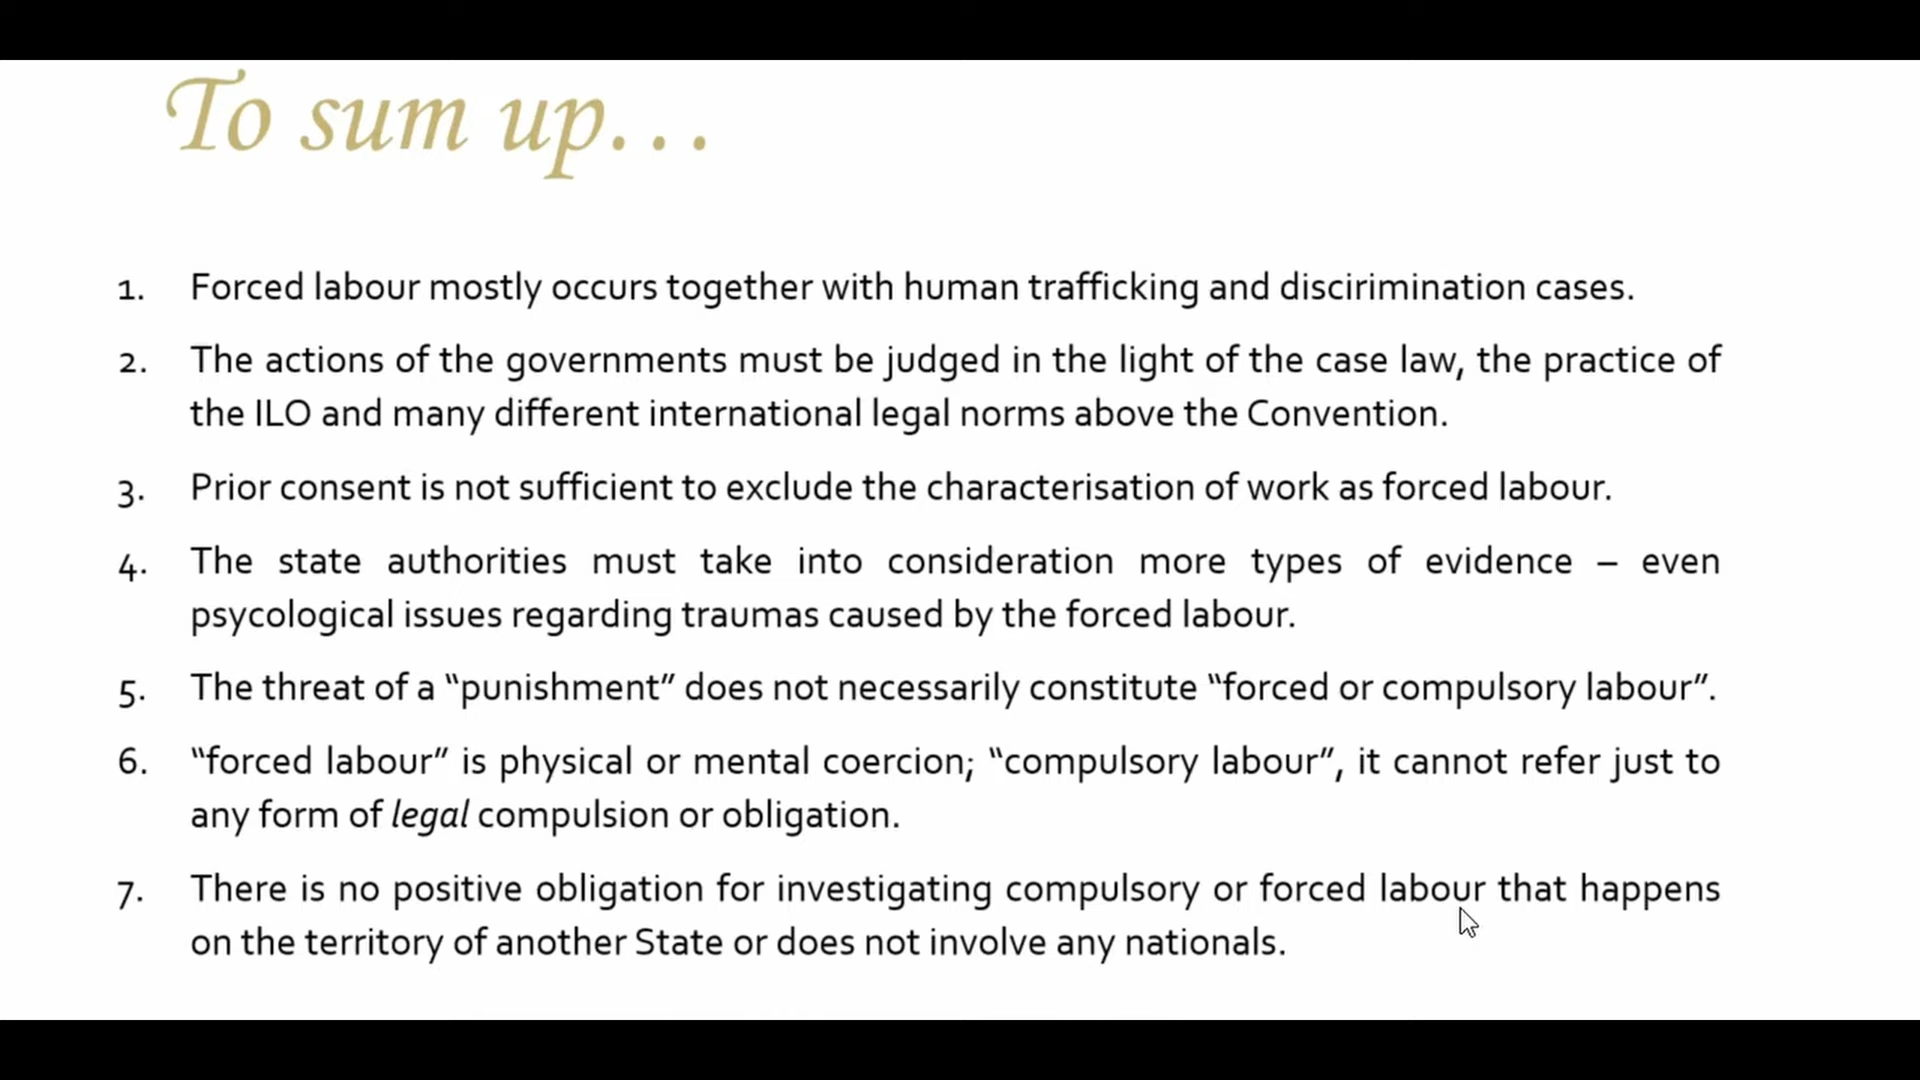 To sum up...
1. Forced labour mostly occurs together with human trafficking and discirimination cases.
2. The actions of the governments must be judged in the light of the case law, the practice of
the ILO and many different international legal norms above the Convention.
3. Prior consent is not sufficient to exclude the characterisation of work as forced labour.
4. The state authorities must take into consideration more types of evidence – even
psycological issues regarding traumas caused by the forced labour.
5. The threat of a “punishment” does not necessarily constitute “forced or compulsory labour”.
6. “forced labour” is physical or mental coercion; “compulsory labour”, it cannot refer just to
any form of legal compulsion or obligation.
7. There is no positive obligation for investigating compulsory or forced labour that happens
on the territory of another State or does not involve any nationals.